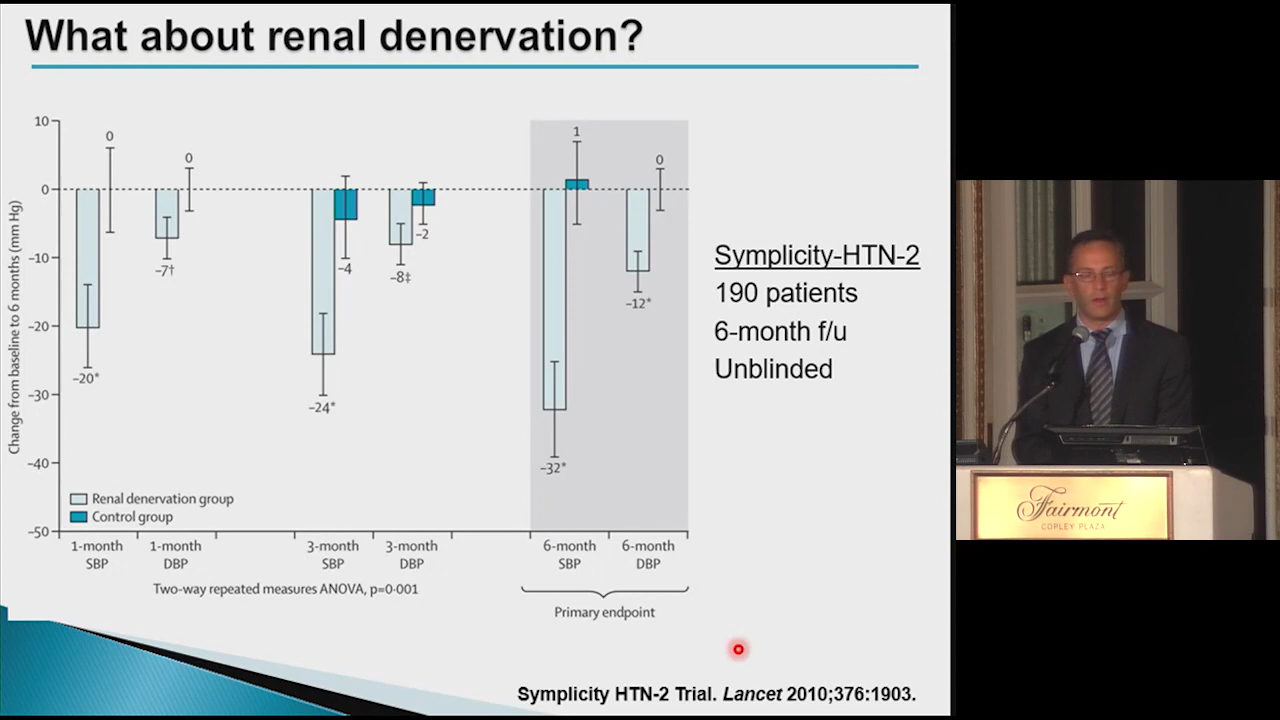 What about renal denervation?
Change from baseline to 6 months (mm Hg)
10
0
–10
–20
–30
–40
–50
0
0
1
0
–20*
–7†
–24*
–4
–8‡
–2
–32*
–12*
Renal denervation group
Control group
1-month
SBP
1-month
DBP
3-month
SBP
3-month
DBP
6-month
SBP
6-month
DBP
Two-way repeated measures ANOVA, p=0·001
Primary endpoint
Symplicity-HTN-2
190 patients
6-month f/u
Unblinded
Symplicity HTN-2 Trial. Lancet 2010;376:1903.
Fairmont
COPLEY PLAZA